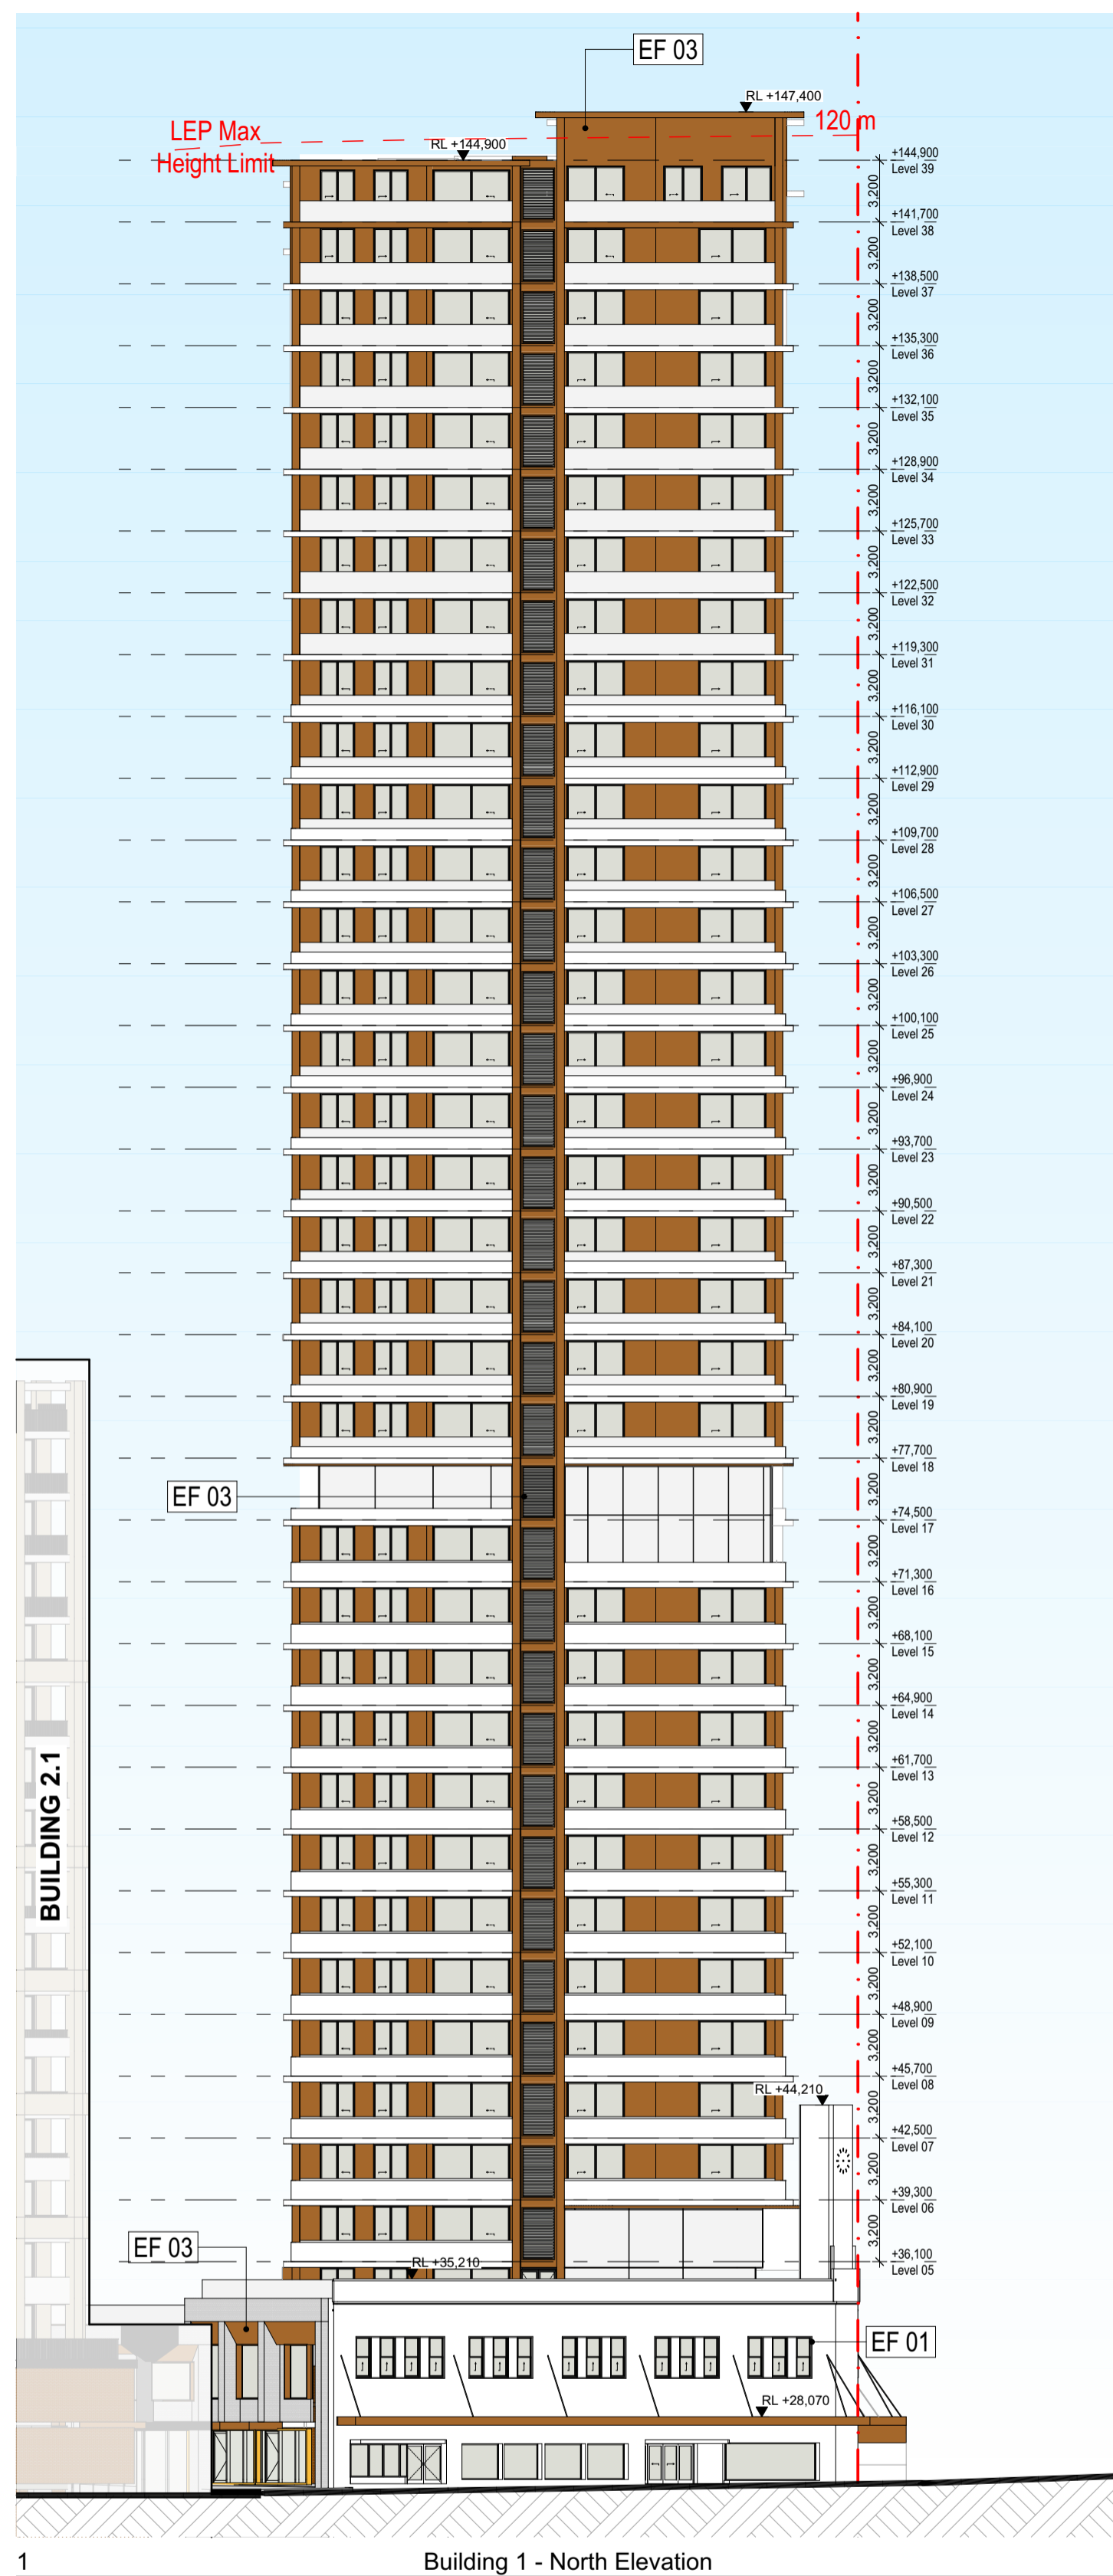 EF 03
RL +147,400
LEP Max
Height Limit
120 m
RL +144,900
+144,900
Level 39
3,200
+141,700
Level 38
3,200
+138,500
Level 37
3,200
+135,300
Level 36
3,200
+132,100
Level 35
3,200
+128,900
Level 34
3,200
+125,700
Level 33
3,200
+122,500
Level 32
3,200
+119,300
Level 31
3,200
+116,100
Level 30
3,200
+112,900
Level 29
3,200
+109,700
Level 28
3,200
+106,500
Level 27
3,200
+103,300
Level 26
3,200
+100,100
Level 25
3,200
+96,900
Level 24
3,200
+93,700
Level 23
3,200
+90,500
Level 22
3,200
+87,300
Level 21
3,200
+84,100
Level 20
3,200
+80,900
Level 19
3,200
+77,700
Level 18
EF 03
3,200
+74,500
Level 17
3,200
+71,300
Level 16
3,200
+68,100
Level 15
3,200
+64,900
Level 14
3,200
+61,700
Level 13
BUILDING 2.1
3,200
+58,500
Level 12
3,200
+55,300
Level 11
3,200
+52,100
Level 10
3,200
+48,900
Level 09
3,200
+45,700
Level 08
RL +44,210
3,200
+42,500
Level 07
3,200
+39,300
Level 06
3,200
EF 03
+36,100
Level 05
RL +35,210
EF 01
RL +28,070
1
Building 1 - North Elevation